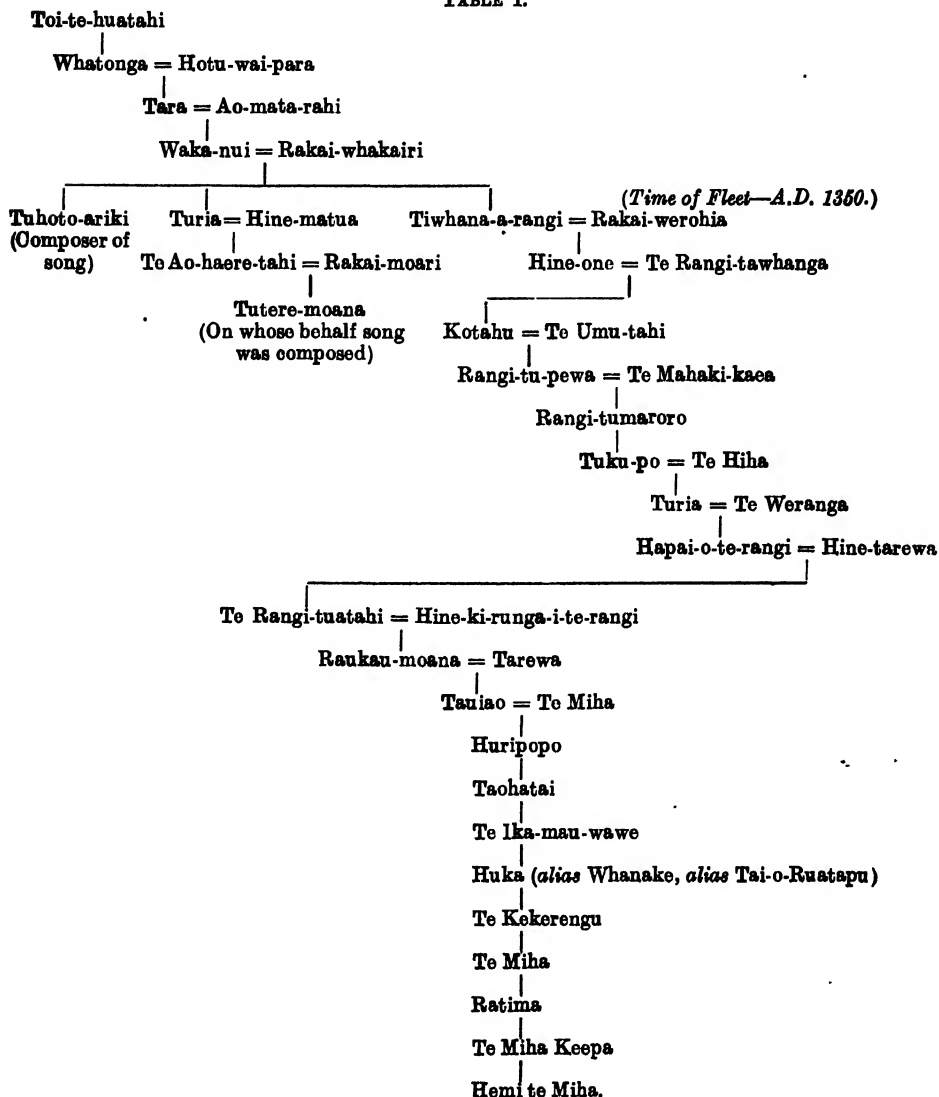 TABLE I.
Toi-te-huatahi
Whatonga = Hotu-wai-para
Tara = Ao-mata-rahi
Waka-nui = Rakai-whakairi
(Time of Fleet—A.D. 1350.)
Tuhoto-ariki Turia = Hine-matua Tiwhana-a-rangi = Rakai-werohia
(Composer of song) Te Ao-haere-tahi = Rakai-moari Hine-one = Te Rangi-tawhanga
Tutere-moana
(On whose behalf song was composed) Kotahu = Te Umu-tahi
Rangi-tu-pewa = Te Mahaki-kaea
Rangi-tumaroro
Tuku-po = Te Hiha
Turia = Te Weranga
Hapai-o-te-rangi = Hine-tarewa
Te Rangi-tuatahi = Hine-ki-runga-i-te-rangi
Raukau-moana = Tarewa
Tauiao = Te Miha
Huripopo
Taohatai
Te Ika-mau-wawe
Huka (alias Whanake, alias Tai-o-Ruatapu)
Te Kekerengu
Te Miha
Ratima
Te Miha Keepa
Hemi te Miha.